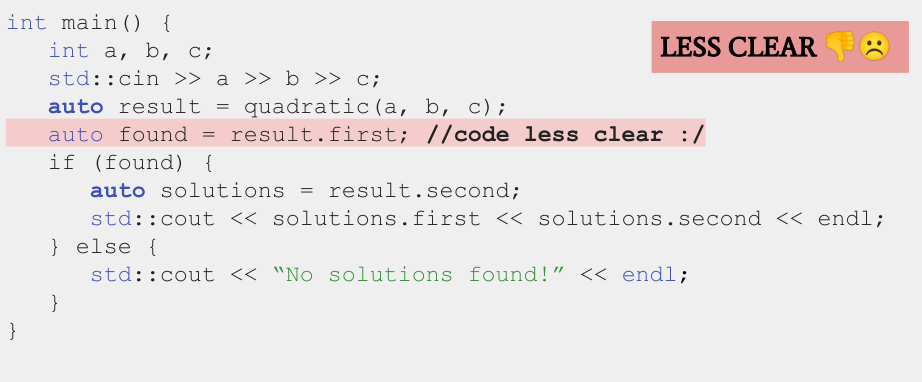 int main() {
LESS CLEAR 👎☹️
int a, b, c;
std::cin >> a >> b >> c;
auto result = quadratic(a, b, c);
auto found = result.first; //code less clear :/
if (found) {
auto solutions = result.second;
std::cout << solutions.first << solutions.second << endl;
} else {
std::cout << “No solutions found!” << endl;
}
}